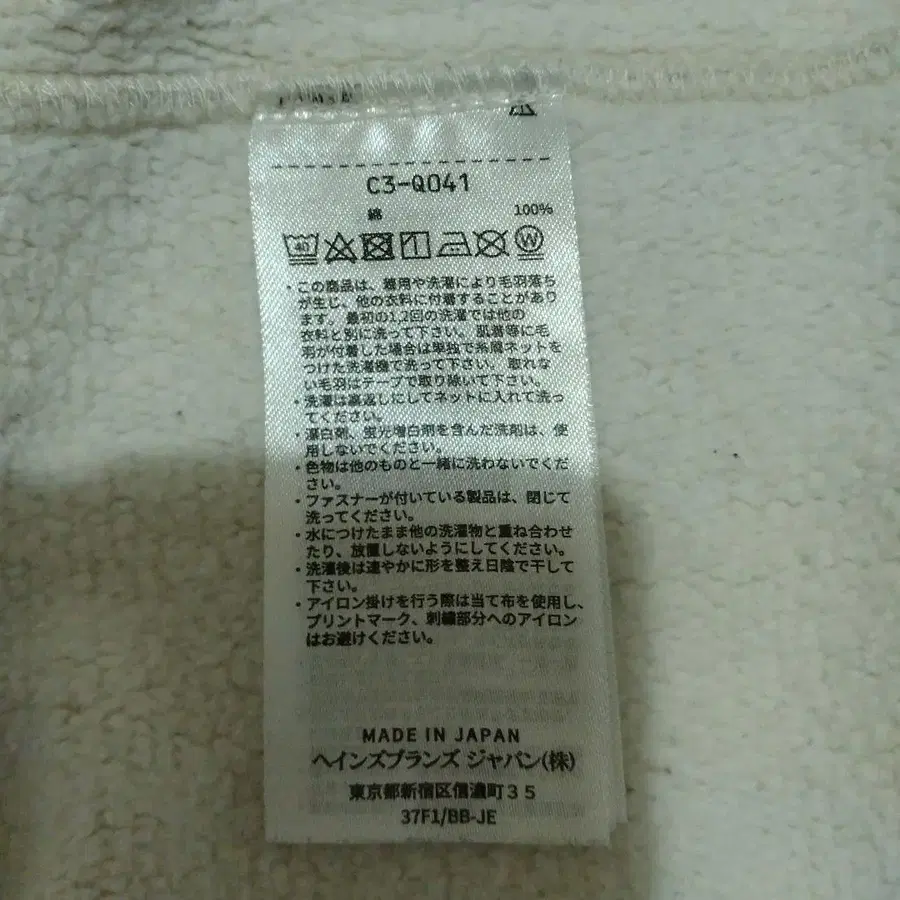 C3-Q041
綿 100%
40 W
・この商品は、着用や洗濯により毛羽落ち
が生じ、他の衣料に付着することがあり
ます。 最初の1,2回の洗濯では他の
衣料と別に洗って下さい。 肌着等に毛
羽が付着した場合は単独で糸屑ネットを
つけた洗濯機で洗って下さい。 取れな
い毛羽はテープで取り除いて下さい。
・洗濯は裏返しにしてネットに入れて洗っ
てください。
・漂白剤、蛍光増白剤を含んだ洗剤は、使
用しないでください。
・色物は他のものと一緒に洗わないでくだ
さい。
・ファスナーが付いている製品は、閉じて
洗ってください。
・水につけたまま他の洗濯物と重ね合わせ
たり、放置しないようにしてください。
・洗濯後は速やかに形を整え日陰で干して
下さい。
・アイロン掛けを行う際は当て布を使用し、
プリントマーク、刺繍部分へのアイロン
はお避けください。
MADE IN JAPAN
ヘインズブランズ ジャパン(株)
東京都新宿区信濃町35
37F1/BB-JE